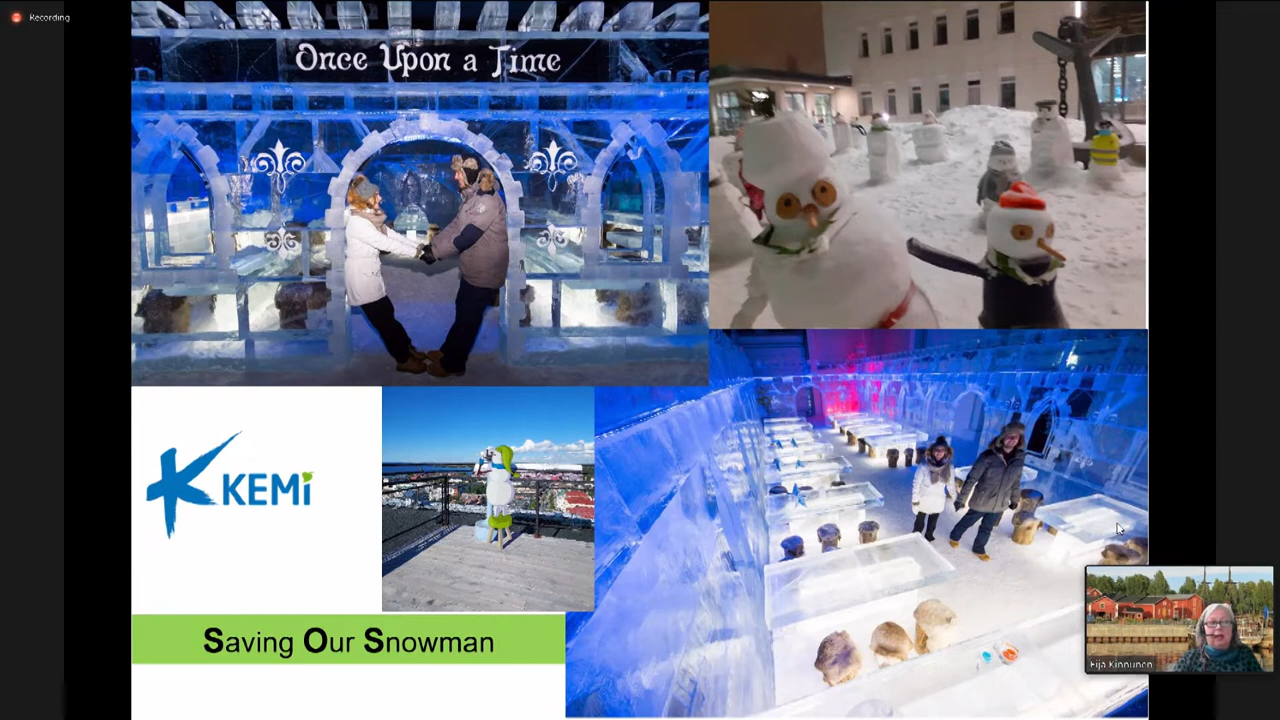 Recording
Once Upon a Time
KEMi
Saving Our Snowman
Eija Kinnunen